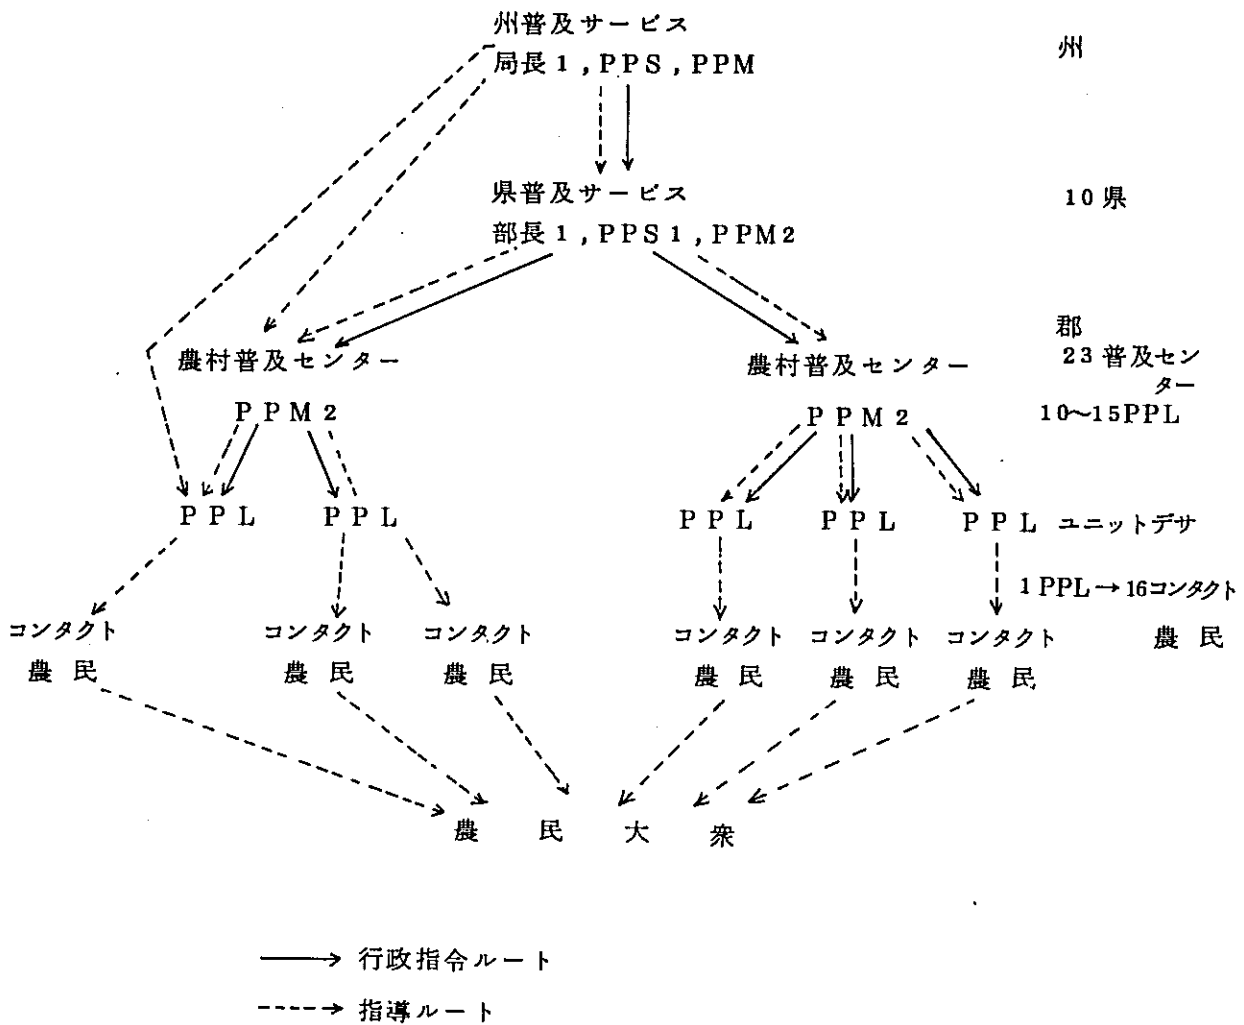 州普及サービス
州
局長1,PPS,PPM
県普及サービス
10県
部長1,PPS1,PPM2
郡
農村普及センター
農村普及センター
23普及セン
ター
PPM2
PPM2
10~15PPL
PPL
PPL
PPL
PPL
PPL
ユニットデサ
1PPL→16コンタクト
農民
コンタクト
農民
コンタクト
農民
コンタクト
農民
コンタクト
農民
コンタクト
農民
コンタクト
農民
農民大衆
行政指令ルート
指導ルート